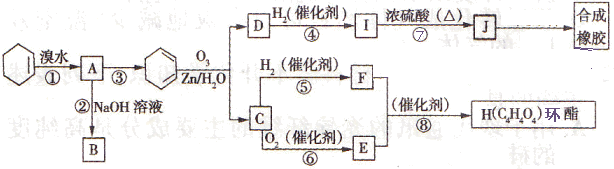 溴水
①
A
③
O₃
Zn/H₂O
②
NaOH 溶液
B
D
H₂(催化剂)
④
I
浓硫酸(△)
⑦
J
合成
橡胶
C
H₂(催化剂)
⑤
F
O₂(催化剂)
⑥
E
(催化剂)
⑧
H(C₄H₄O₄)环酯